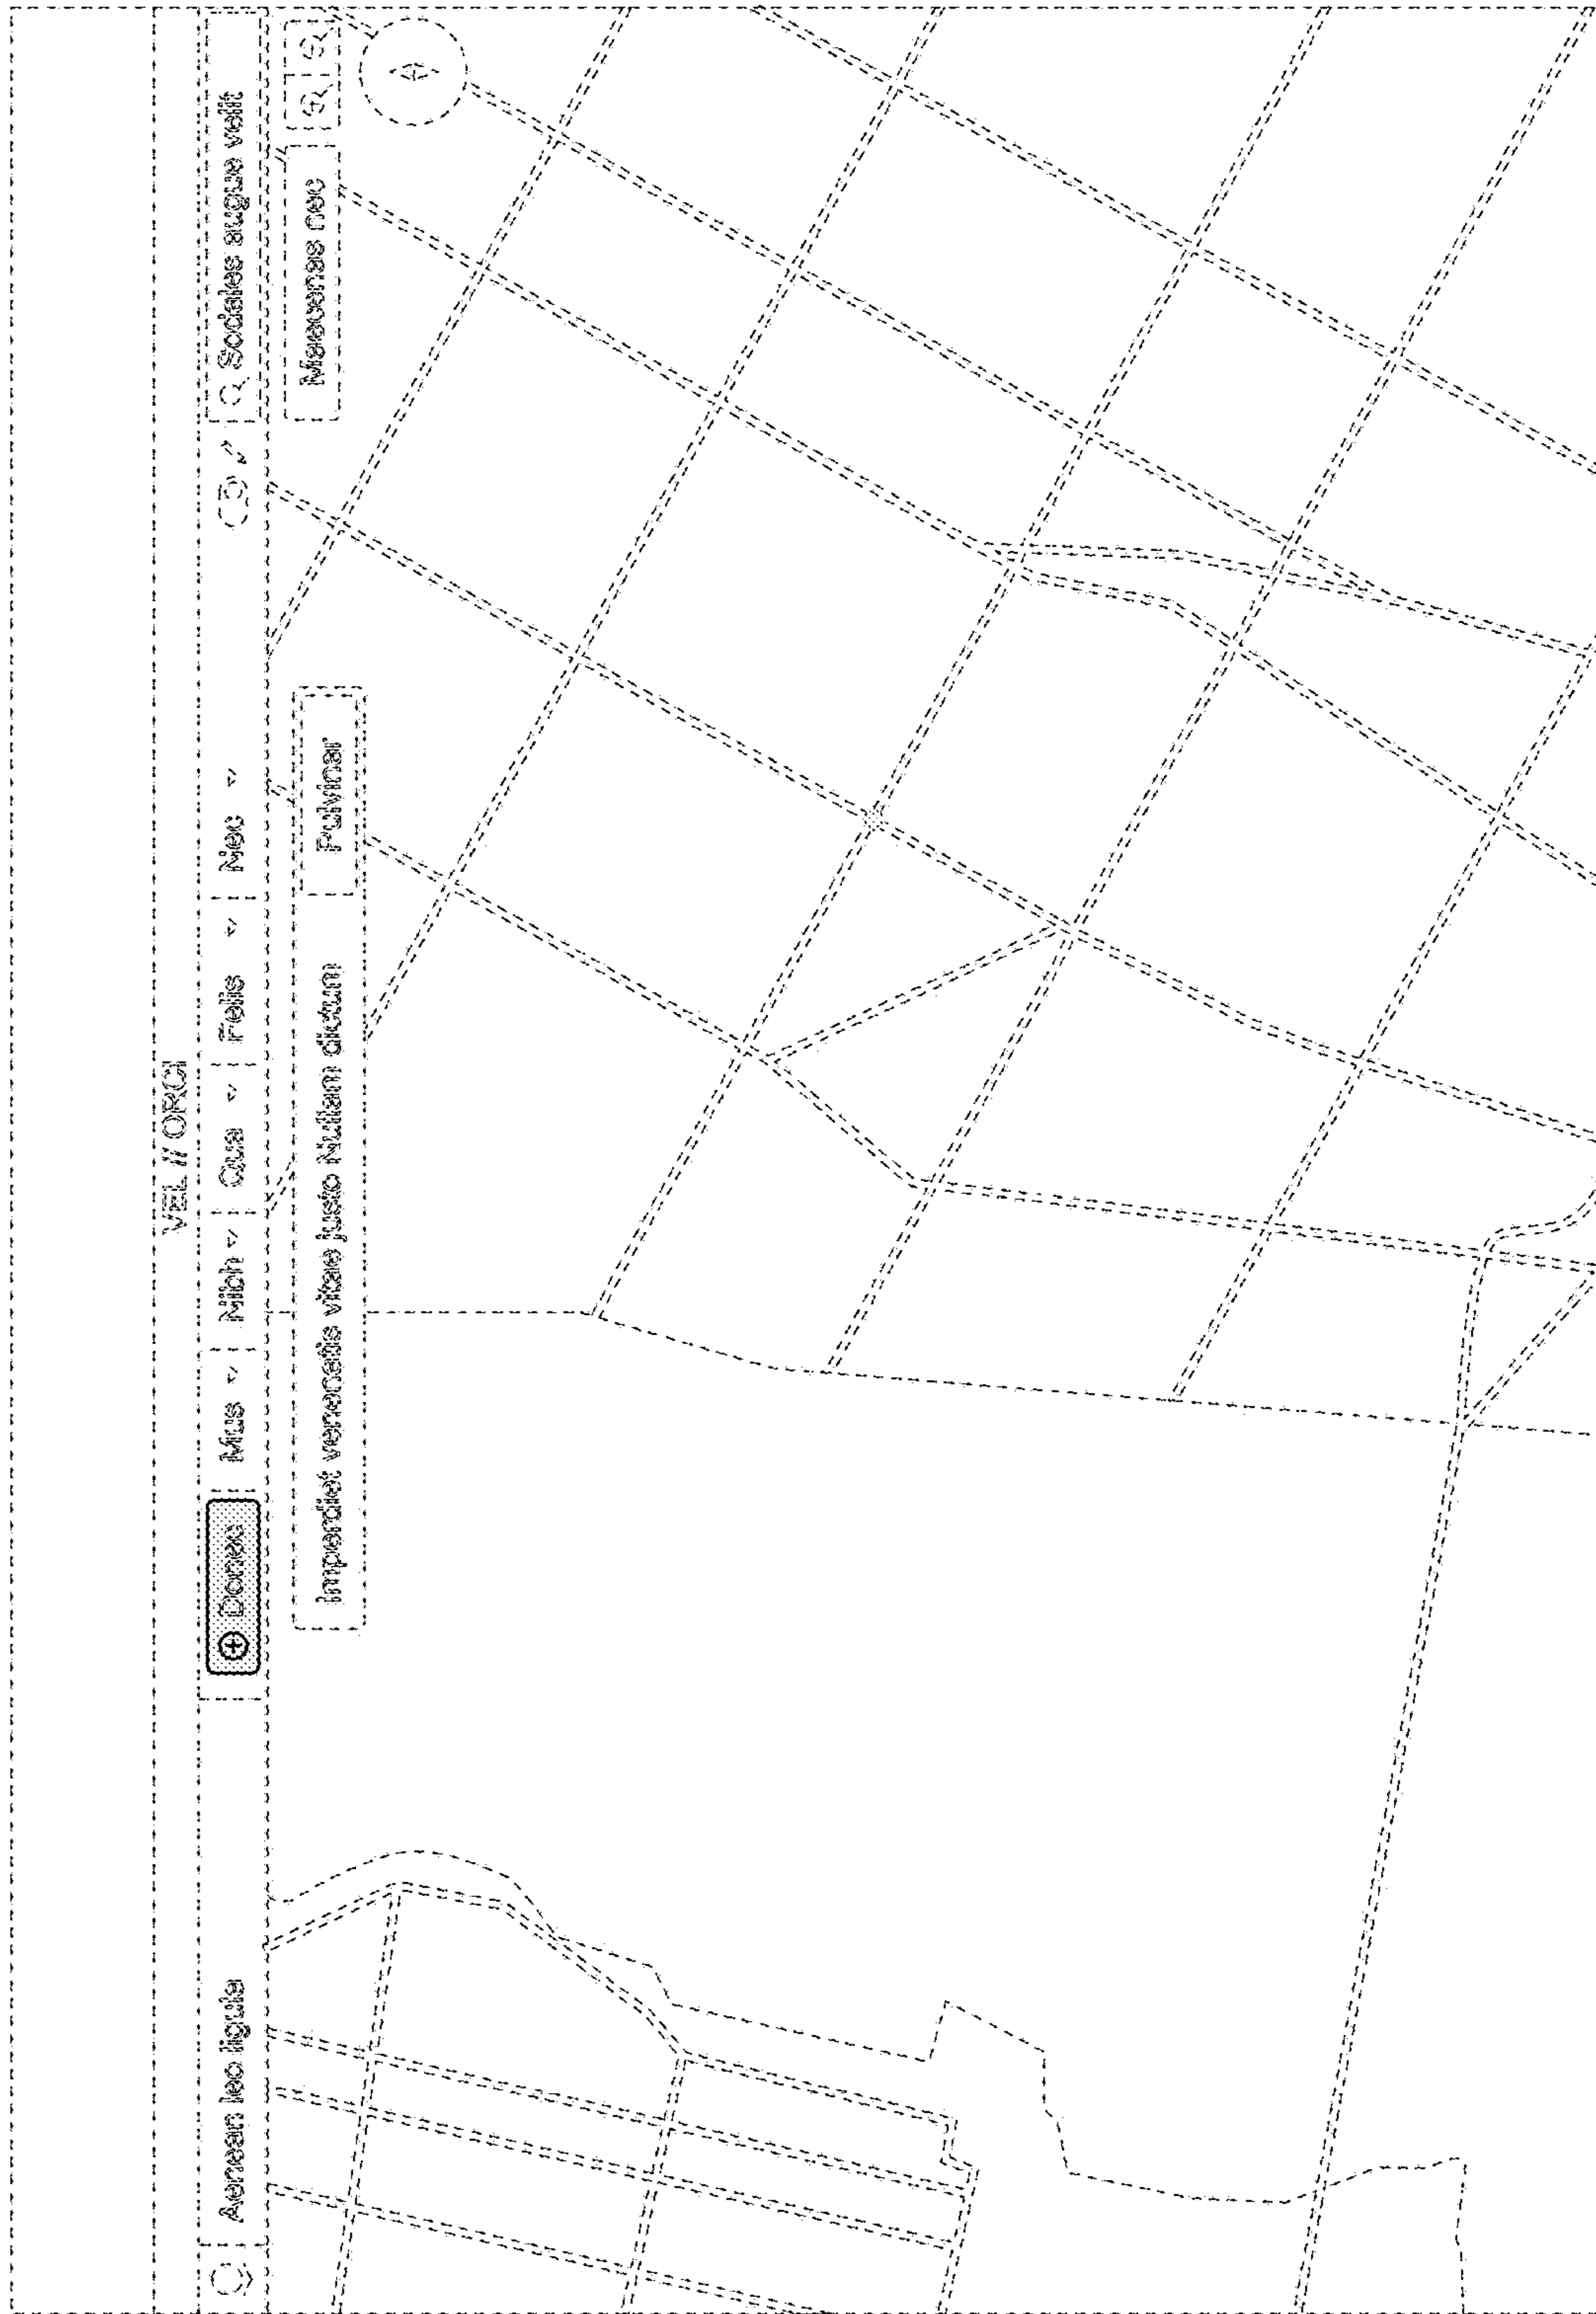 VEL // ORCI
Aenean leo ligula
Donec
Mus
Nibh
Qua
Felis
Nec
Sodales augue velit
Imperdiet venenatis vitae justo Nullam dictum
Pulvinar
Maecenas nec